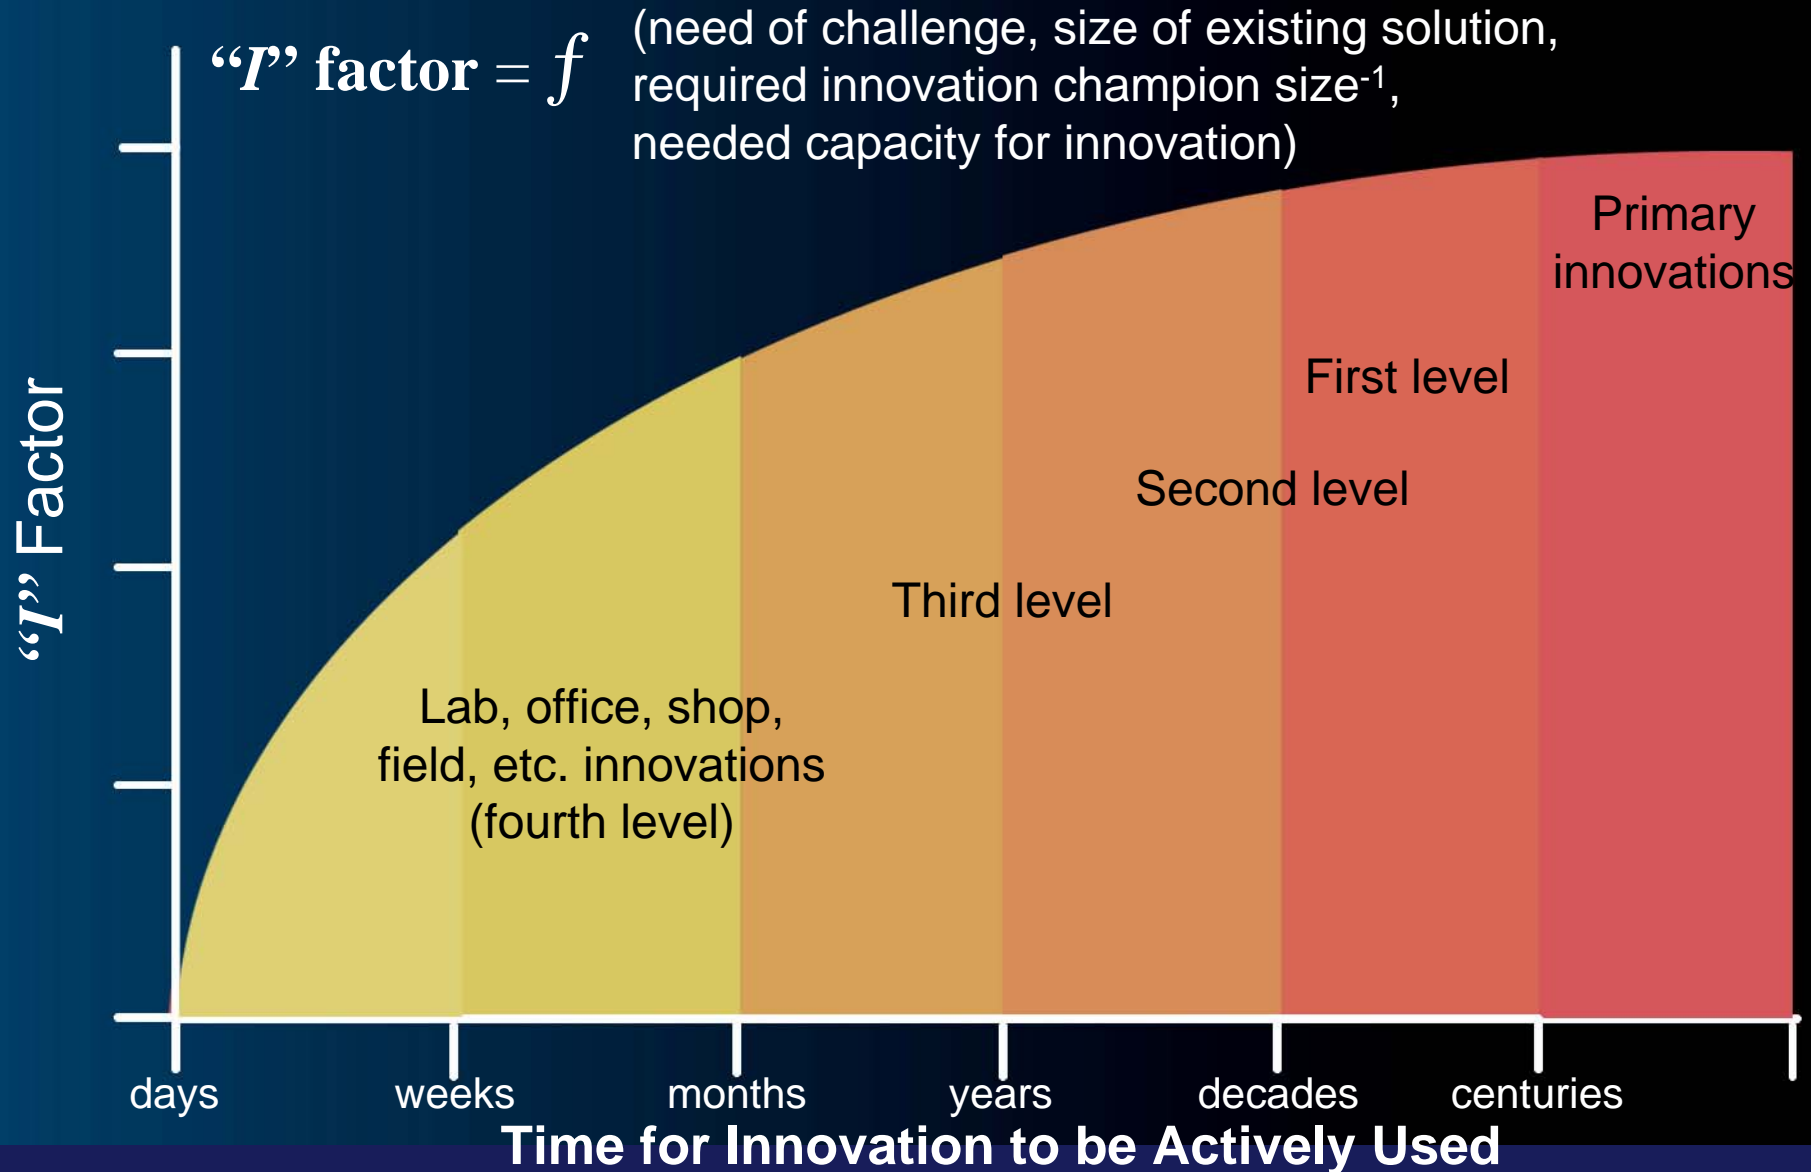 “I” factor = f (need of challenge, size of existing solution,
required innovation champion size-1,
needed capacity for innovation)
Primary
innovations
First level
Second level
Third level
Lab, office, shop,
field, etc. innovations
(fourth level)
“I” Factor
days weeks months years decades centuries
Time for Innovation to be Actively Used